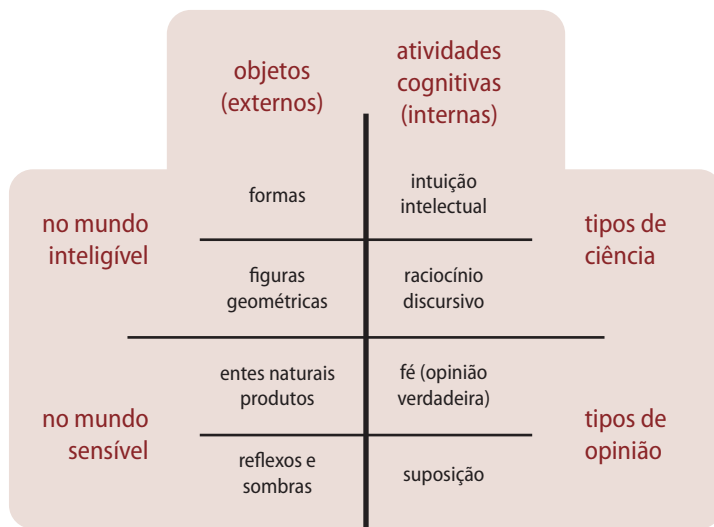 objetos
(externos)
atividades
cognitivas
(internas)
no mundo
inteligível
formas
intuição
intelectual
tipos de
ciência
figuras
geométricas
raciocínio
discursivo
no mundo
sensível
entes naturais
produtos
fé (opinião
verdadeira)
tipos de
opinião
reflexos e
sombras
suposição